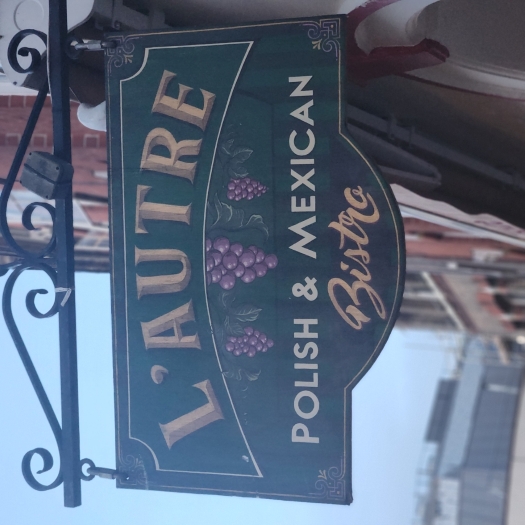 L'AUTRE
POLISH & MEXICAN
Bistro